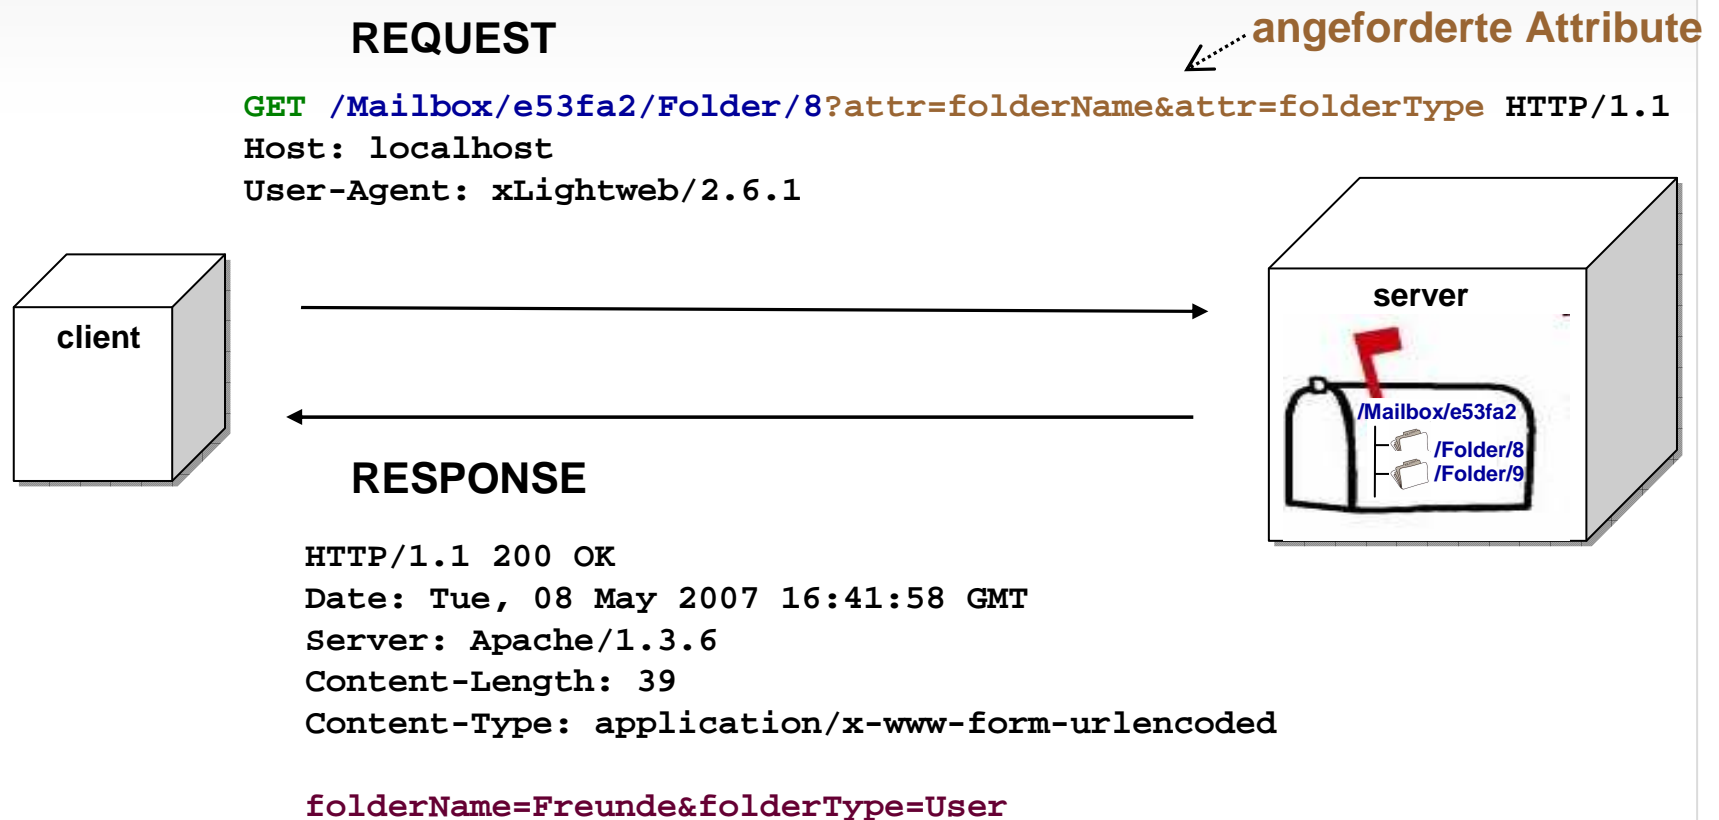 REQUEST
angeforderte Attribute
GET /Mailbox/e53fa2/Folder/8?attr=folderName&attr=folderType HTTP/1.1
Host: localhost
User-Agent: xLightweb/2.6.1
client
server
/Mailbox/e53fa2
/Folder/8
/Folder/9
RESPONSE
HTTP/1.1 200 OK
Date: Tue, 08 May 2007 16:41:58 GMT
Server: Apache/1.3.6
Content-Length: 39
Content-Type: application/x-www-form-urlencoded
folderName=Freunde&folderType=User